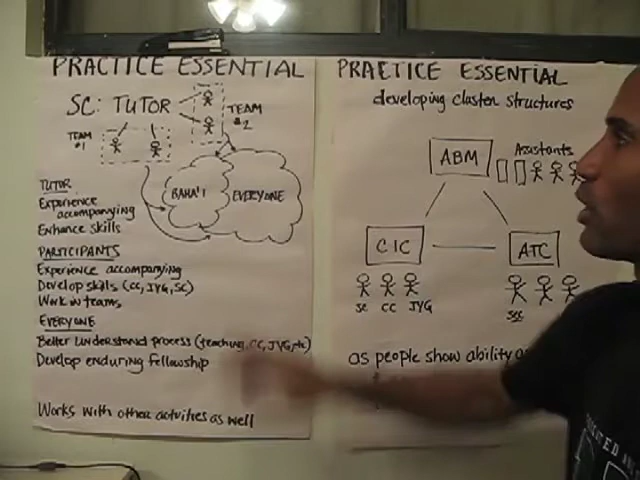 PRACTICE ESSENTIAL
SC: TUTOR
TEAM
#2
TEAM
#1
BAHA'I
EVERYONE
TUTOR
Experience
accompanying
Enhance skills
PARTICIPANTS
Experience accompanying
Develop skills (CC, JYG, SC)
Work in teams
EVERYONE
Better understand process (teaching, CC, JYG, etc)
Develop enduring fellowship
Works with other activities as well
PRACTICE ESSENTIAL
developing cluster structures
ABM
Assistants
CIC
ATC
SC CC JYG
as people show ability